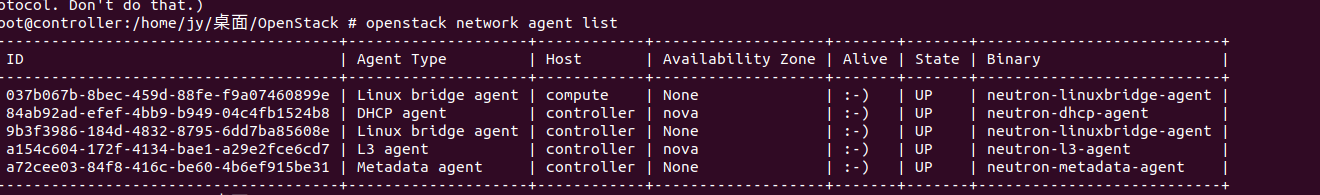 otocol. Don't do that.)
oot@controller:/home/jy/桌面/OpenStack # openstack network agent list
--------------------------------------+--------------------+------------+-------------------+-------+-------+---------------------------+
ID | Agent Type | Host | Availability Zone | Alive | State | Binary |
--------------------------------------+--------------------+------------+-------------------+-------+-------+---------------------------+
037b067b-8bec-459d-88fe-f9a07460899e | Linux bridge agent | compute | None | :-) | UP | neutron-linuxbridge-agent |
84ab92ad-efef-4bb9-b949-04c4fb1524b8 | DHCP agent | controller | nova | :-) | UP | neutron-dhcp-agent |
9b3f3986-184d-4832-8795-6dd7ba85608e | Linux bridge agent | controller | None | :-) | UP | neutron-linuxbridge-agent |
a154c604-172f-4134-bae1-a29e2fce6cd7 | L3 agent | controller | nova | :-) | UP | neutron-l3-agent |
a72cee03-84f8-416c-be60-4b6ef915be31 | Metadata agent | controller | None | :-) | UP | neutron-metadata-agent |
--------------------------------------+--------------------+------------+-------------------+-------+-------+---------------------------+